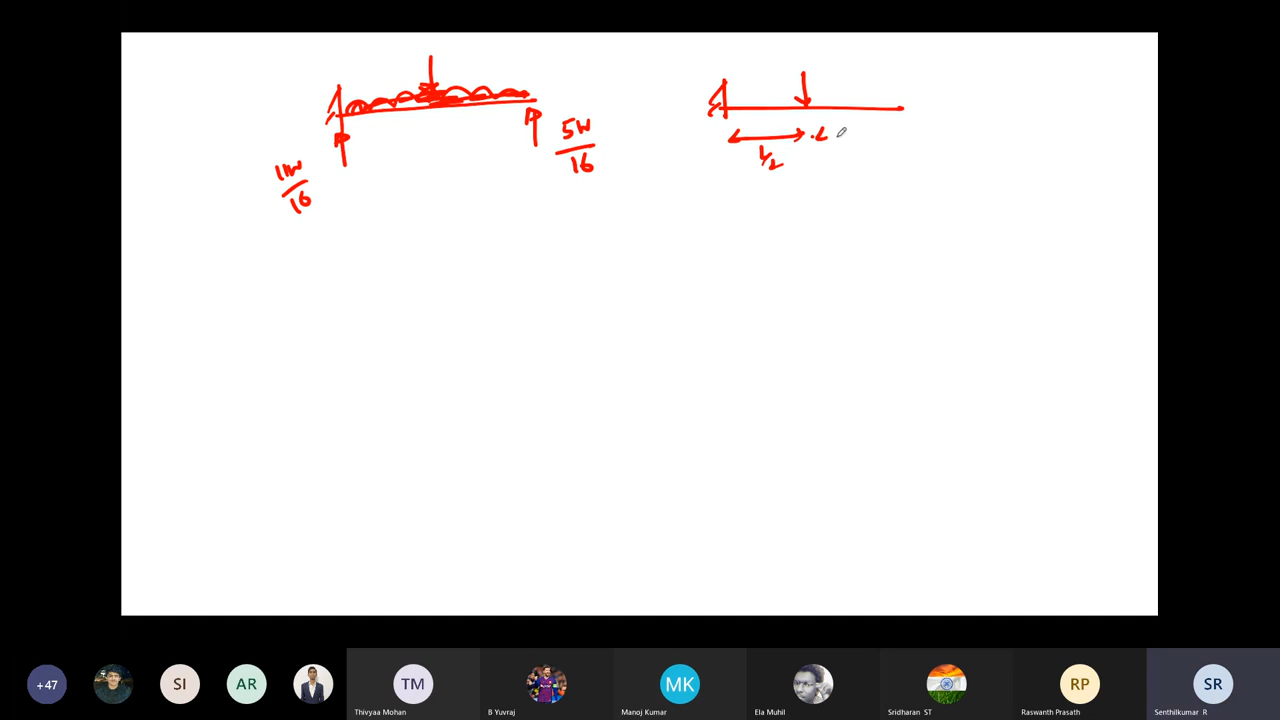 5W
16
11W
16
L/2
+47
SI
AR
TM
MK
RP
SR
Thivyaa Mohan
B Yuvraj
Manoj Kumar
Ela Muhil
Sridharan ST
Raswanth Prasath
Senthilkumar R